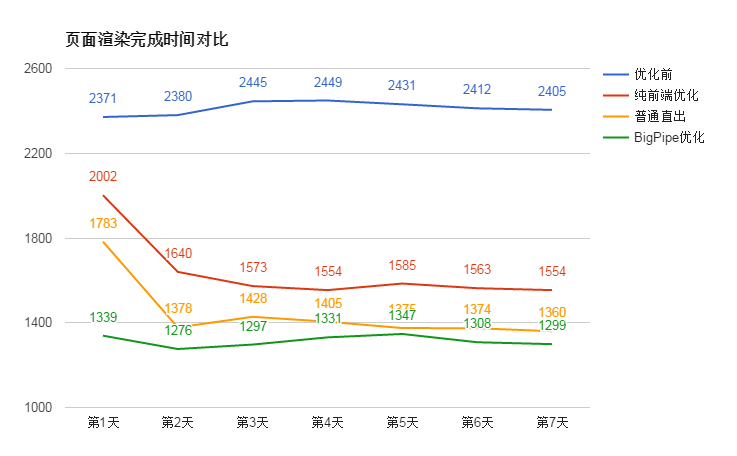 页面渲染完成时间对比
2600
2200
1800
1400
1000
2371 2380 2445 2449 2431 2412 2405
2002 1640 1573 1554 1585 1563 1554
1783 1378 1428 1405 1375 1374 1360
1339 1276 1297 1331 1347 1308 1299
第1天 第2天 第3天 第4天 第5天 第6天 第7天
优化前
纯前端优化
普通直出
BigPipe优化